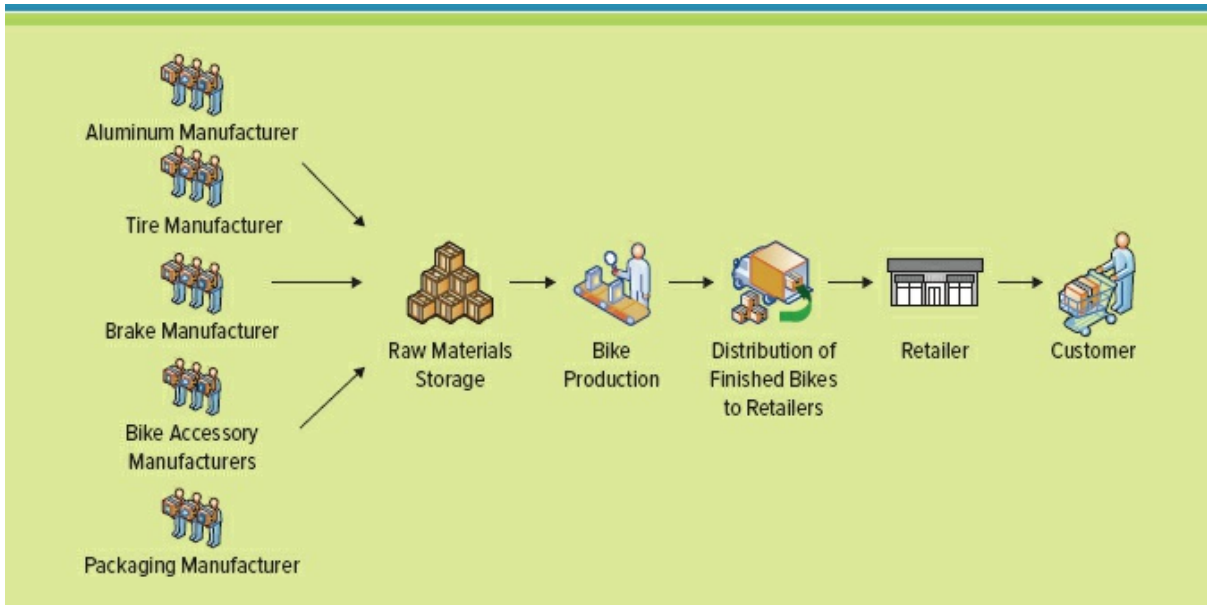 Aluminum Manufacturer
Tire Manufacturer
Brake Manufacturer
Bike Accessory
Manufacturers
Packaging Manufacturer
Raw Materials
Storage
Bike
Production
Distribution of
Finished Bikes
to Retailers
Retailer
Customer